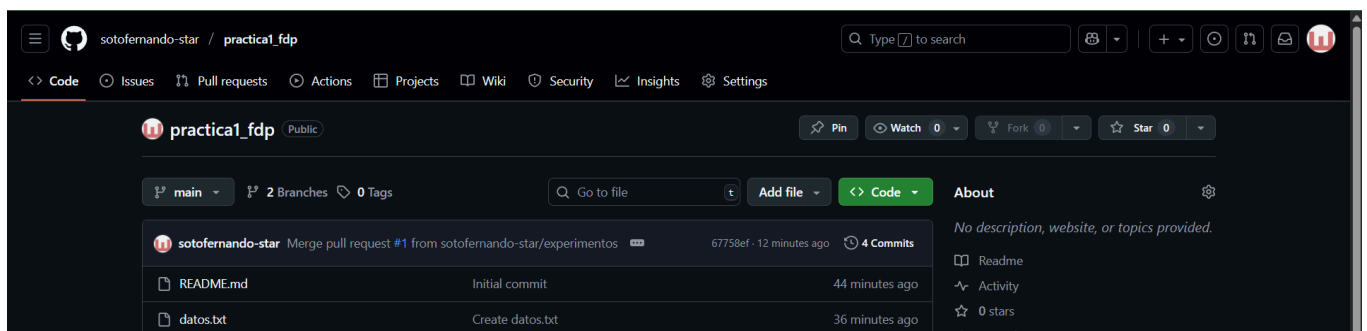 sotofernando-star / practica1_fdp
Type / to search
Code Issues Pull requests Actions Projects Wiki Security Insights Settings
practica1_fdp Public
Pin Watch 0 Fork 0 Star 0
main 2 Branches 0 Tags Go to file t Add file Code
About
sotofernando-star Merge pull request #1 from sotofernando-star/experimentos 67758ef · 12 minutes ago 4 Commits
No description, website, or topics provided.
README.md Initial commit 44 minutes ago
Readme
Activity
datos.txt Create datos.txt 36 minutes ago
0 stars